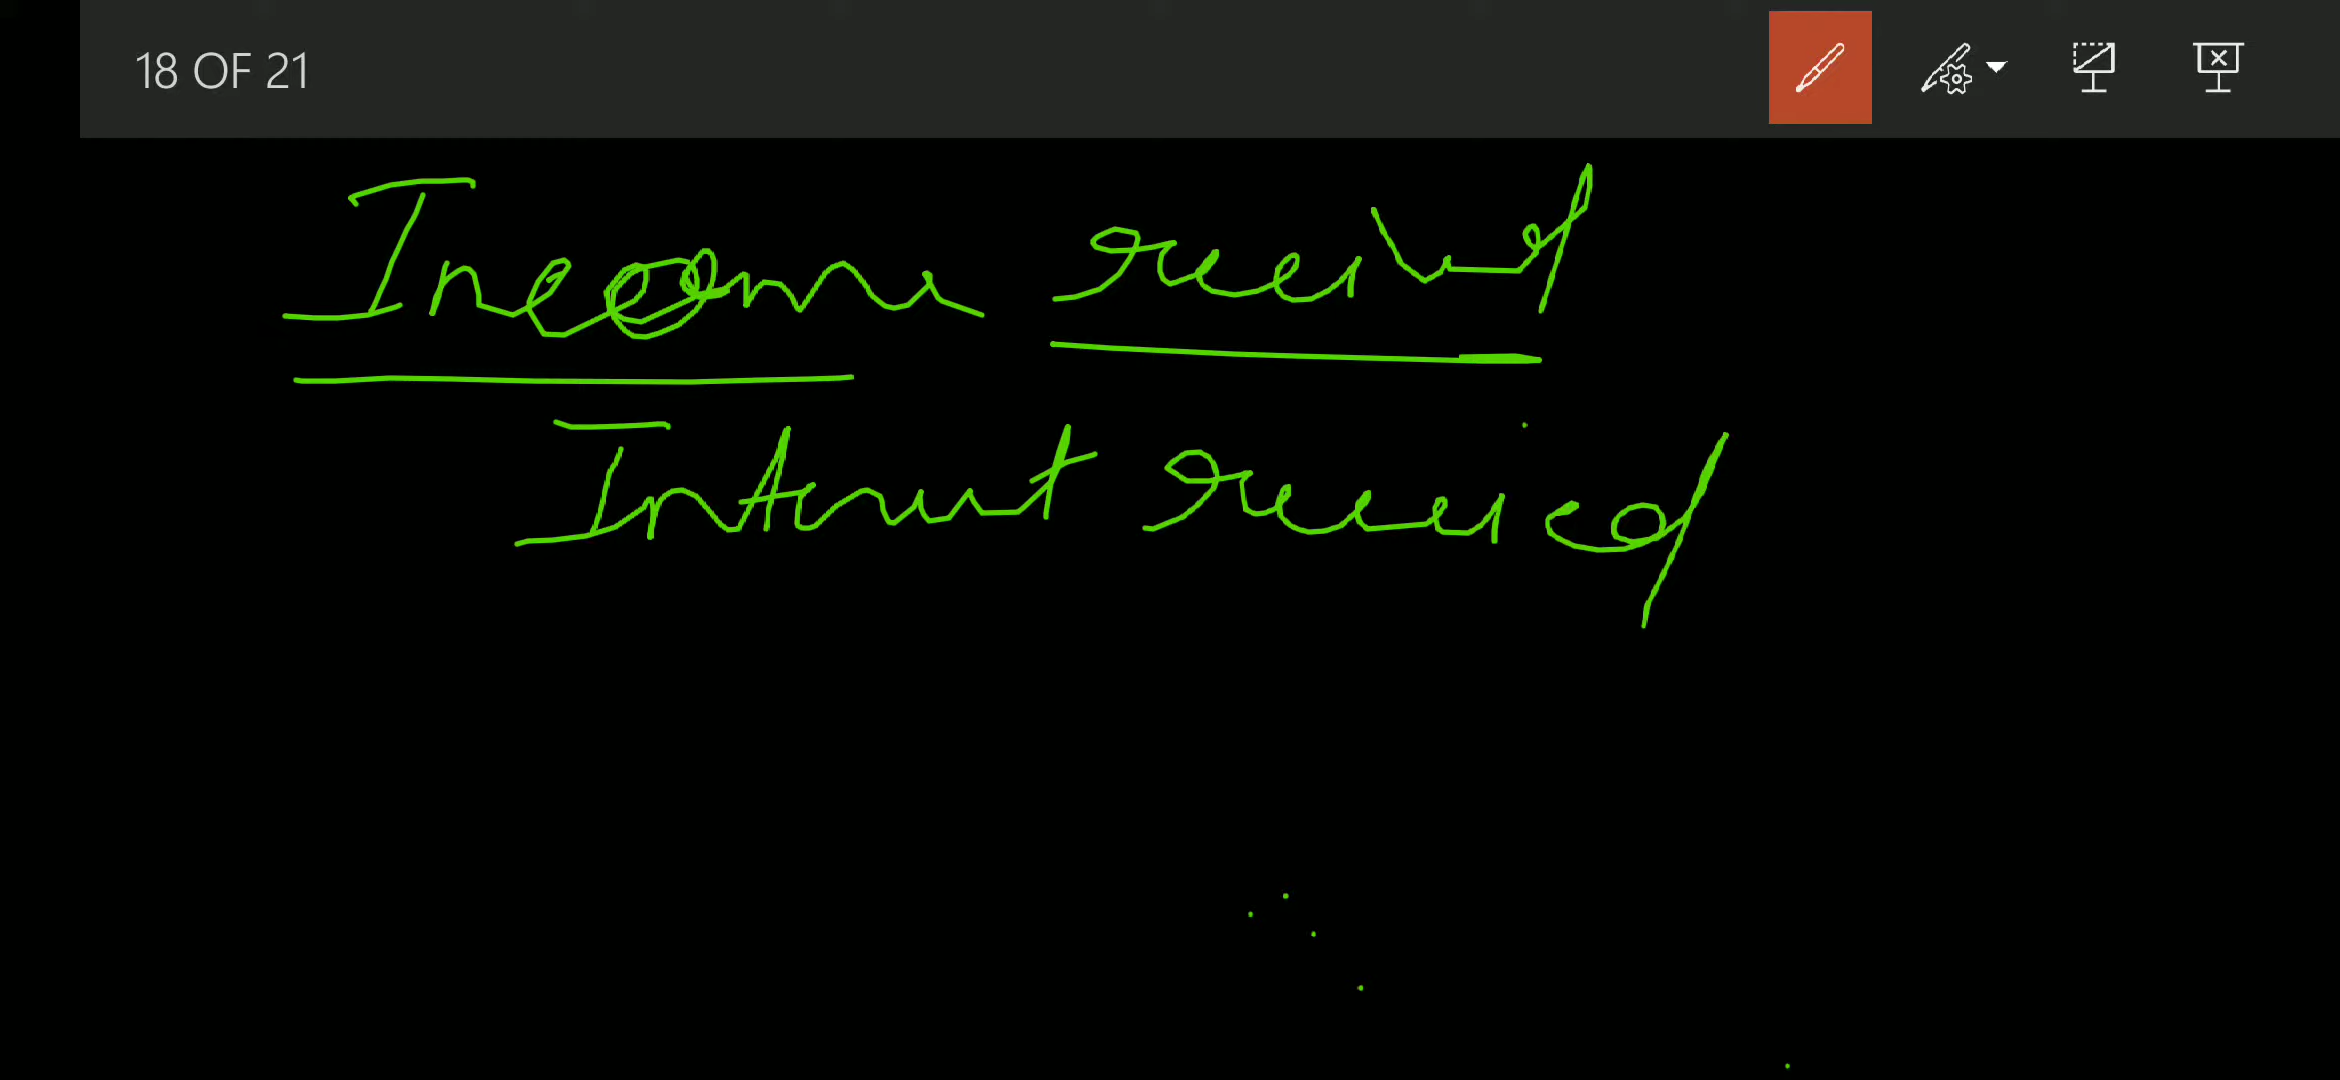 18 OF 21
Income received
Interest received